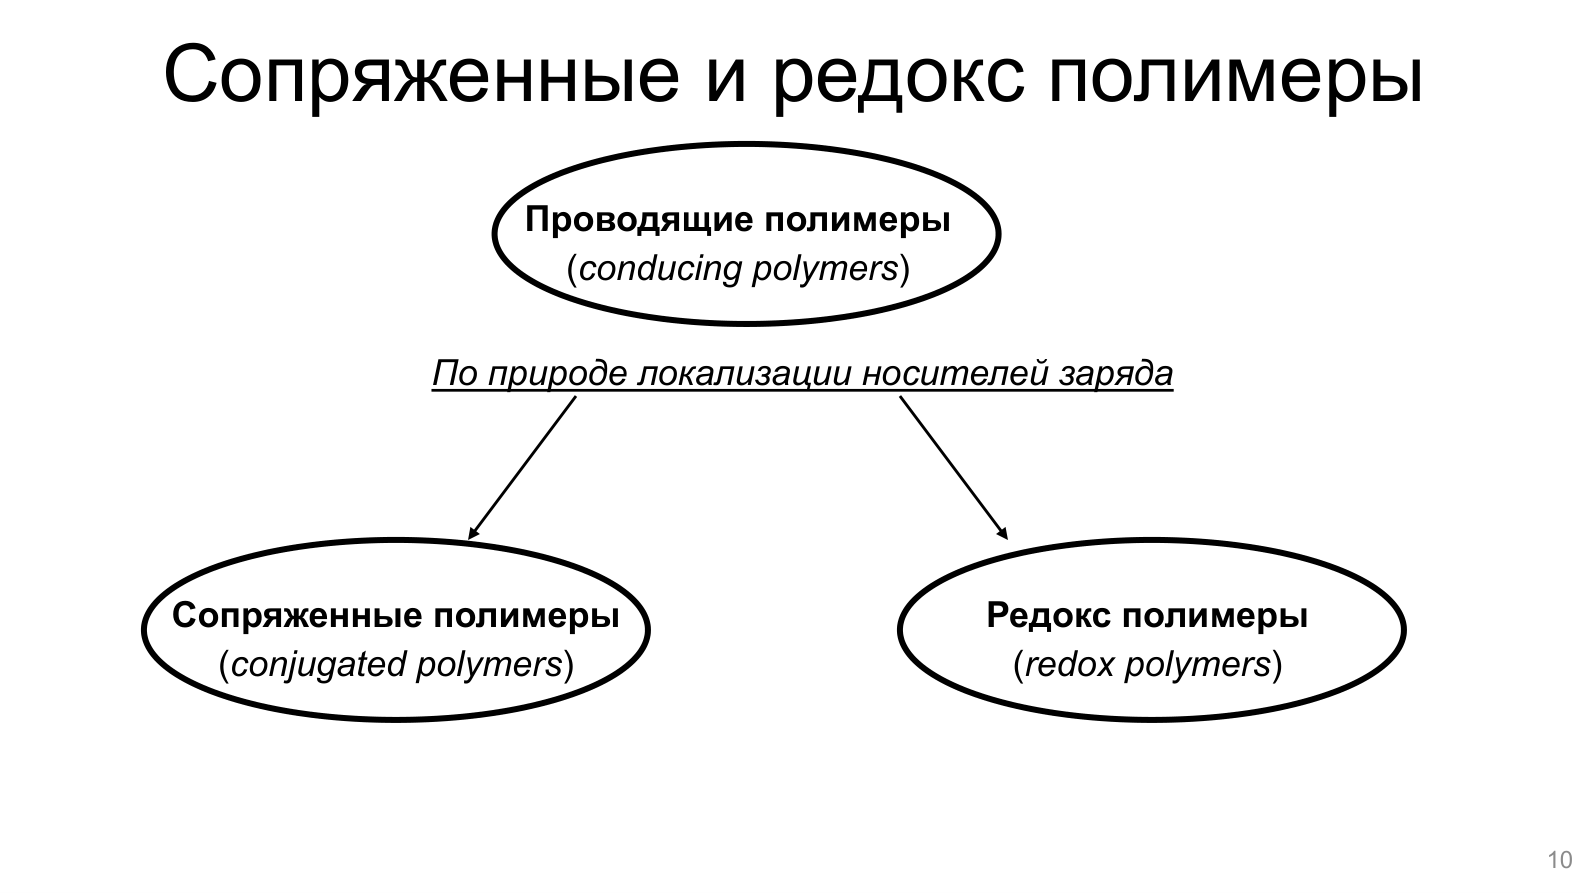 Сопряженные и редокс полимеры
Проводящие полимеры
(conducing polymers)
По природе локализации носителей заряда
Сопряженные полимеры
(conjugated polymers)
Редокс полимеры
(redox polymers)
10